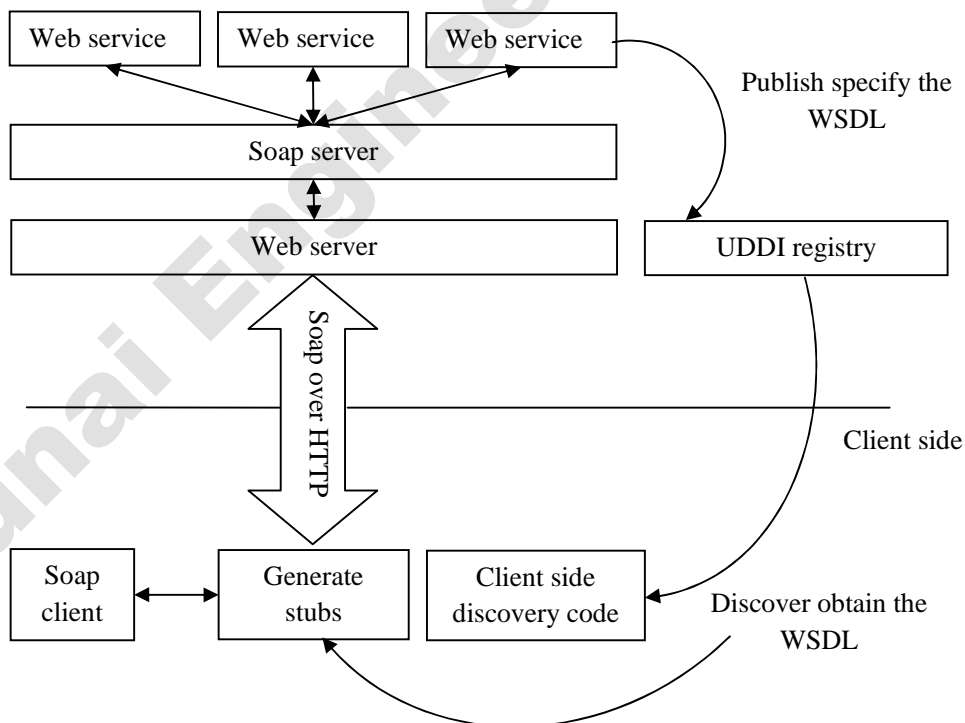 Web service
Web service
Web service
Publish specify the
WSDL
Soap server
Web server
UDDI registry
Soap over HTTP
Client side
Soap
client
Generate
stubs
Client side
discovery code
Discover obtain the
WSDL